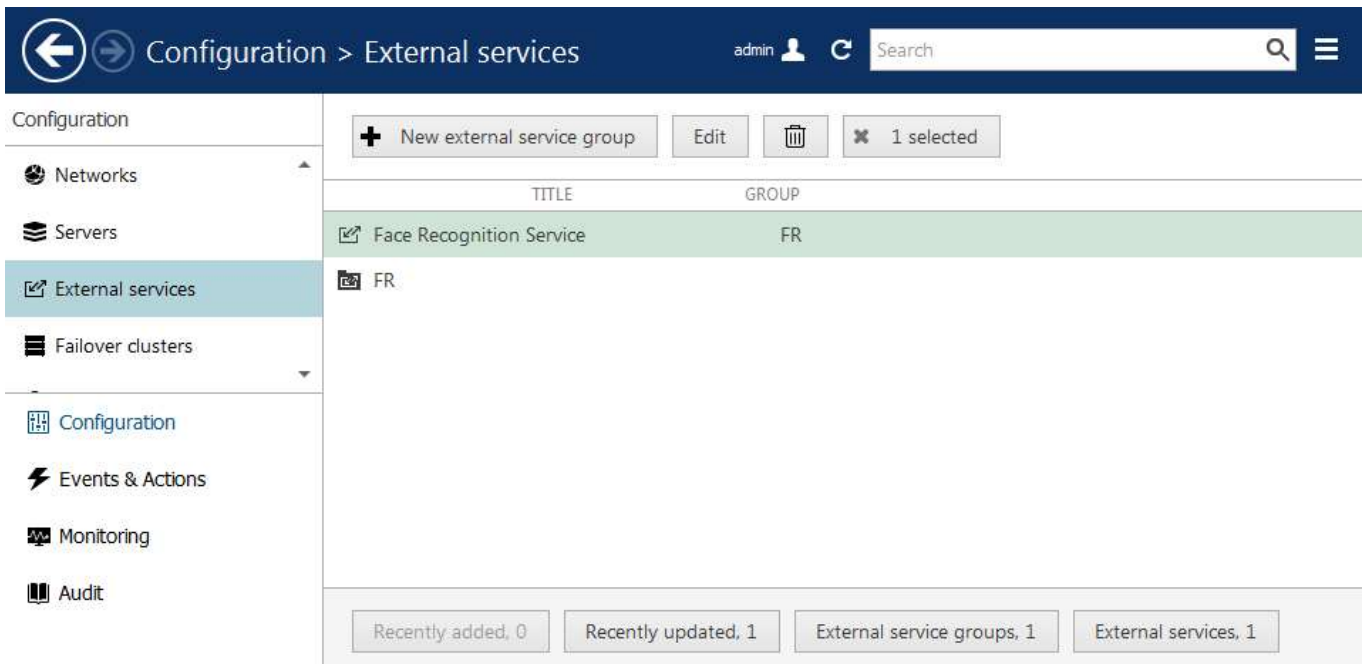 Configuration > External services admin Search
Configuration
New external service group Edit 1 selected
Networks
TITLE GROUP
Servers
Face Recognition Service FR
External services
FR
Failover clusters
Configuration
Events & Actions
Monitoring
Audit
Recently added, 0 Recently updated, 1 External service groups, 1 External services, 1